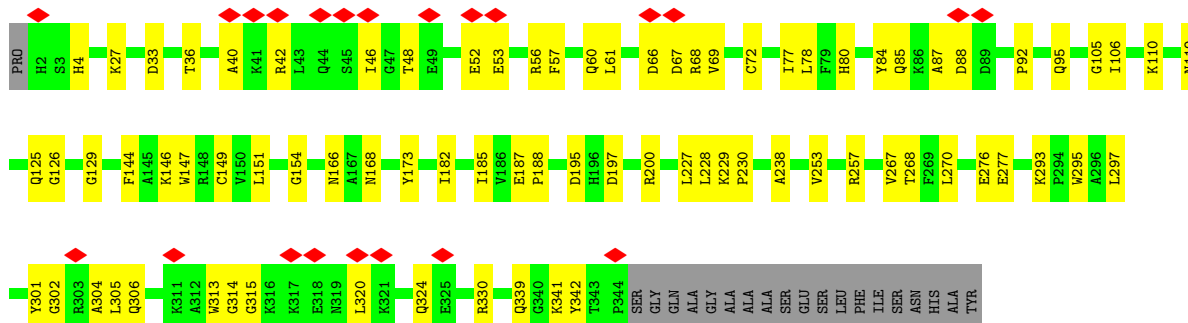 PRO H2 S3 H4 K27 D33 T36 A40 K41 R42 L43 Q44 S45 I46 G47 T48 E49 E52 E53 R56 F57 Q60 L61 D66 D67 R68 V69 C72 I77 L78 F79 H80 Y84 Q85 K86 A87 D88 D89 P92 Q95 G105 I106 K110
Q125 G126 G129 F144 A145 K146 W147 R148 C149 V150 L151 G154 N166 A167 N168 Y173 I182 I185 V186 E187 P188 D195 H196 D197 R200 L227 L228 K229 P230 A238 V253 R257 V267 T268 F269 L270 E276 E277 K293 P294 W295 A296 L297
Y301 G302 R303 A304 L305 Q306 K311 A312 W313 G314 G315 K316 K317 E318 N319 L320 K321 Q324 E325 R330 Q339 G340 K341 Y342 T343 P344 SER GLY GLN ALA GLY ALA ALA ALA SER GLU SER LEU PHE ILE SER ASN HIS ALA TYR